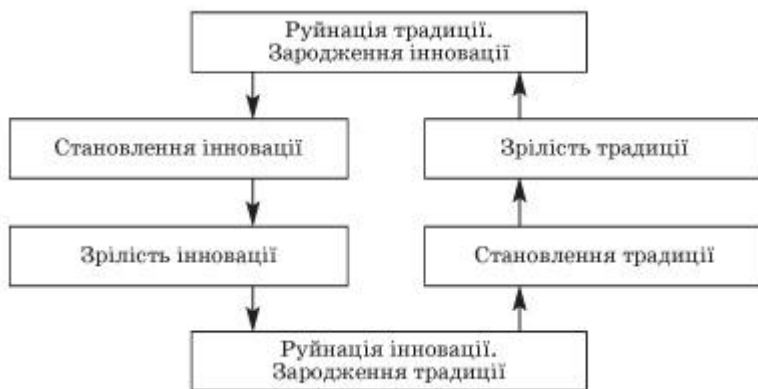 Руйнація традиції.
Зародження інновації
Становлення інновації
Зрілість традиції
Зрілість інновації
Становлення традиції
Руйнація інновації.
Зародження традиції